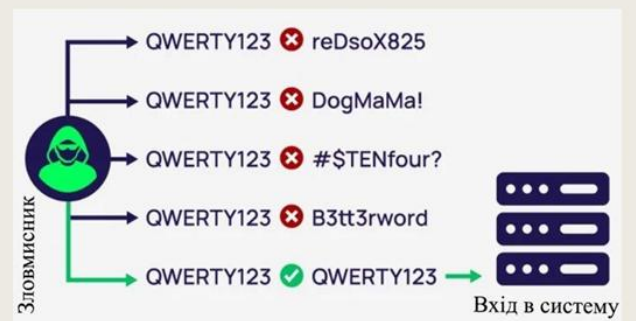 QWERTY123 reDsoX825
QWERTY123 DogMaMa!
QWERTY123 #$TENfour?
QWERTY123 B3tt3rword
QWERTY123 QWERTY123
Зловмисник
Вхід в систему